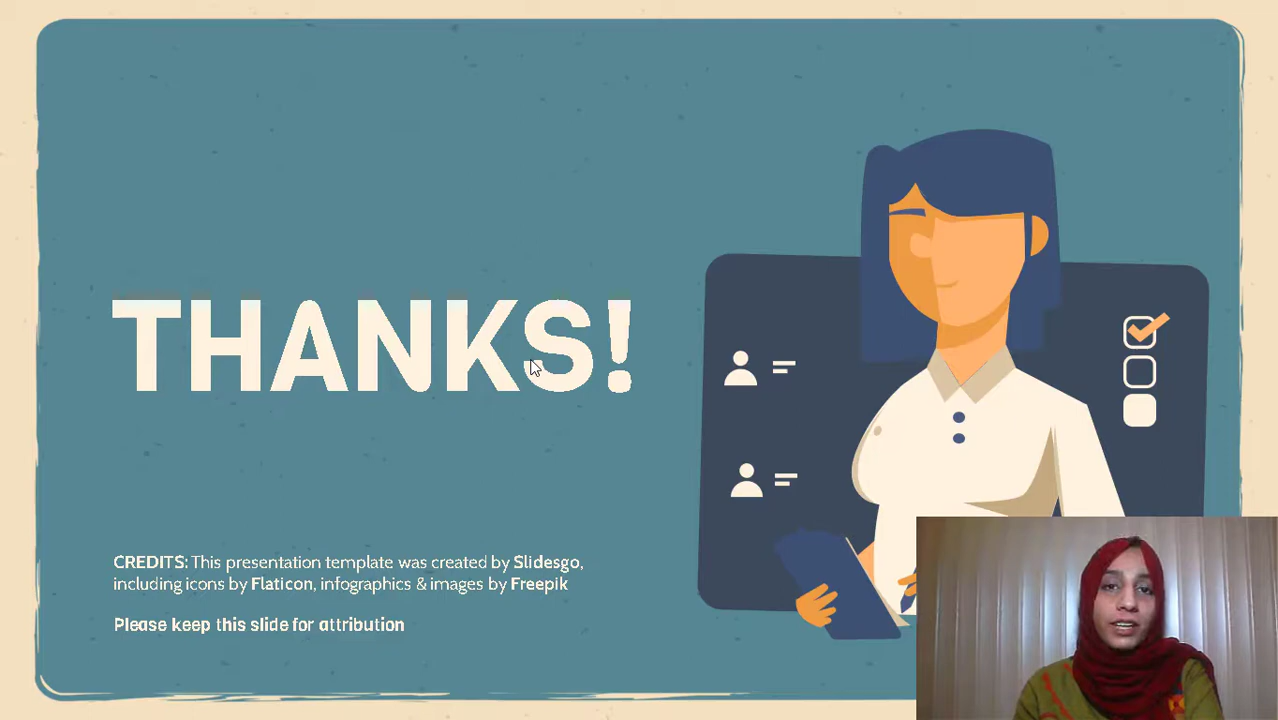 THANKS!
CREDITS: This presentation template was created by Slidesgo,
including icons by Flaticon, infographics & images by Freepik
Please keep this slide for attribution